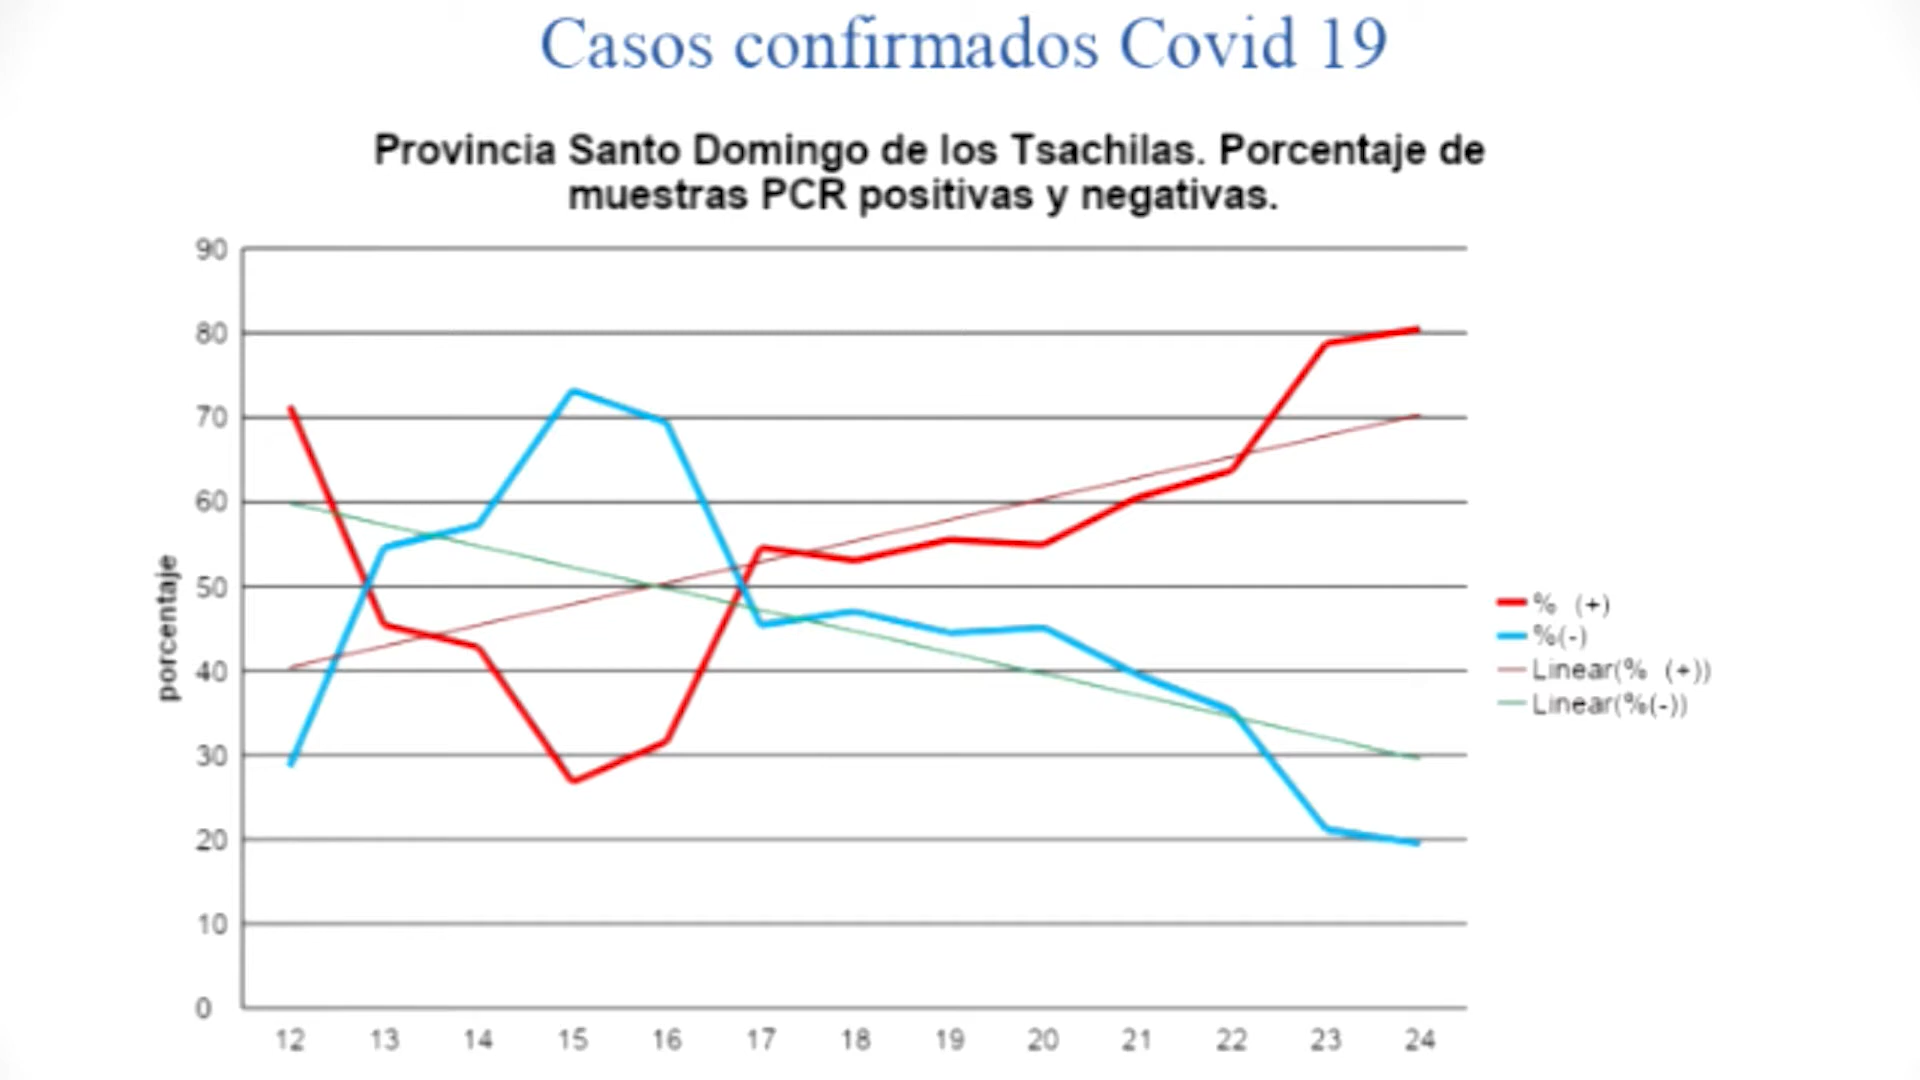 Casos confirmados Covid 19
Provincia Santo Domingo de los Tsachilas. Porcentaje de
muestras PCR positivas y negativas.
90
80
70
60
50
40
30
20
10
0
porcentaje
12 13 14 15 16 17 18 19 20 21 22 23 24
% (+)
%(-)
Linear(% (+))
Linear(%(-))